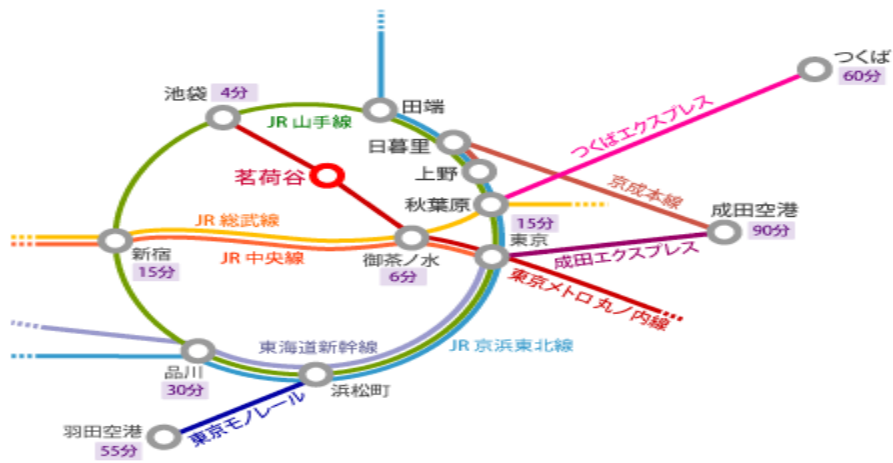 つくば
60分
池袋
4分
田端
JR 山手線
つくばエクスプレス
日暮里
茗荷谷
上野
京成本線
秋葉原
成田空港
90分
JR 総武線
15分
東京
新宿
15分
JR 中央線
御茶ノ水
6分
成田エクスプレス
東京メトロ 丸ノ内線
東海道新幹線
JR 京浜東北線
品川
30分
浜松町
東京モノレール
羽田空港
55分